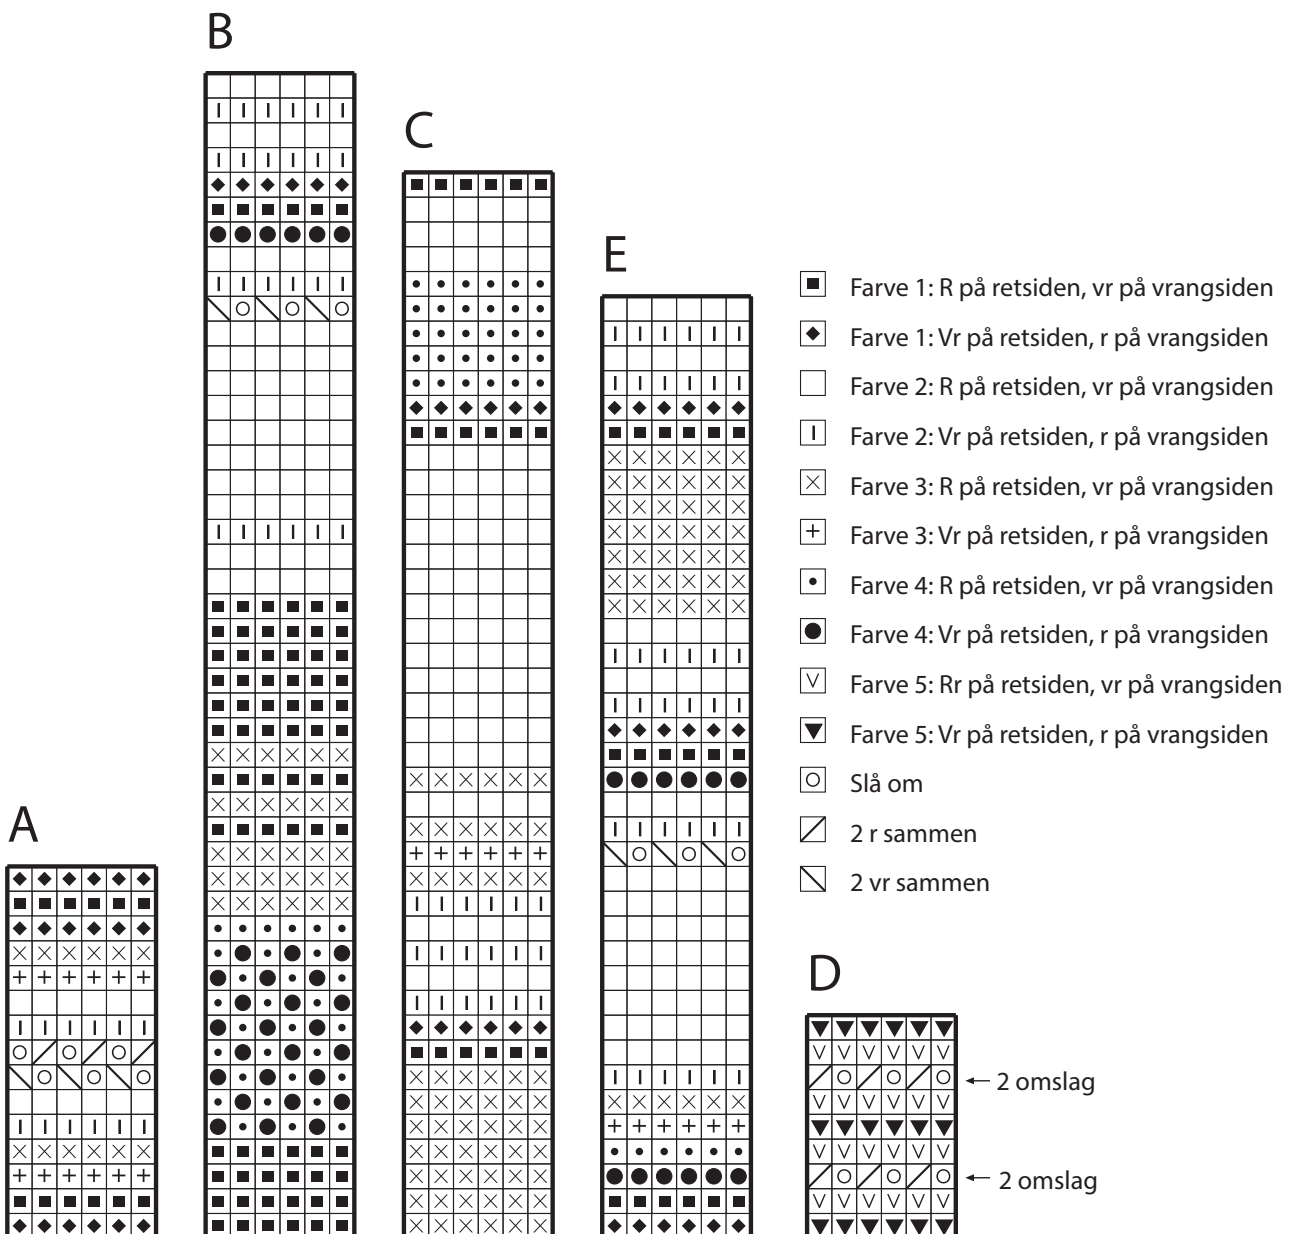 B
C
E
A
D
Farve 1: R på retsiden, vr på vrangsiden
Farve 1: Vr på retsiden, r på vrangsiden
Farve 2: R på retsiden, vr på vrangsiden
Farve 2: Vr på retsiden, r på vrangsiden
Farve 3: R på retsiden, vr på vrangsiden
Farve 3: Vr på retsiden, r på vrangsiden
Farve 4: R på retsiden, vr på vrangsiden
Farve 4: Vr på retsiden, r på vrangsiden
Farve 5: Rr på retsiden, vr på vrangsiden
Farve 5: Vr på retsiden, r på vrangsiden
Slå om
2 r sammen
2 vr sammen
2 omslag
2 omslag